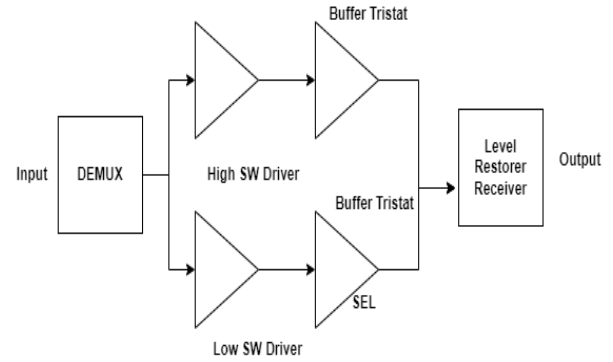 Buffer Tristat
Input
DEMUX
High SW Driver
Level
Restorer
Receiver
Output
Buffer Tristat
SEL
Low SW Driver